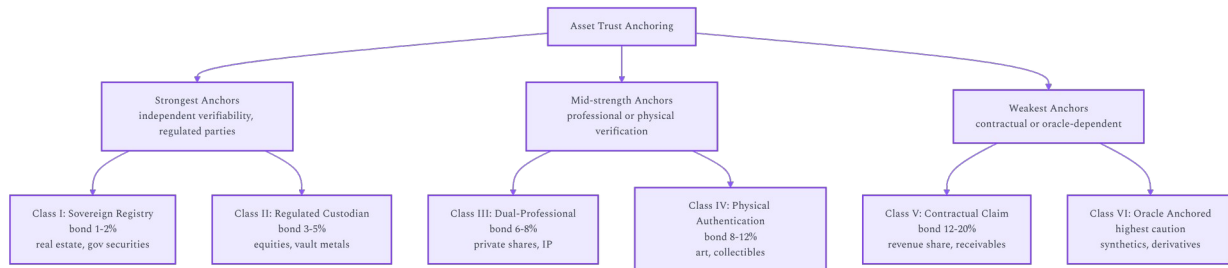 Asset Trust Anchoring
Strongest Anchors
independent verifiability,
regulated parties
Mid-strength Anchors
professional or physical
verification
Weakest Anchors
contractual or oracle-dependent
Class I: Sovereign Registry
bond 1-2%
real estate, gov securities
Class II: Regulated Custodian
bond 3-5%
equities, vault metals
Class III: Dual-Professional
bond 6-8%
private shares, IP
Class IV: Physical
Authentication
bond 8-12%
art, collectibles
Class V: Contractual Claim
bond 12-20%
revenue share, receivables
Class VI: Oracle Anchored
highest caution
synthetics, derivatives